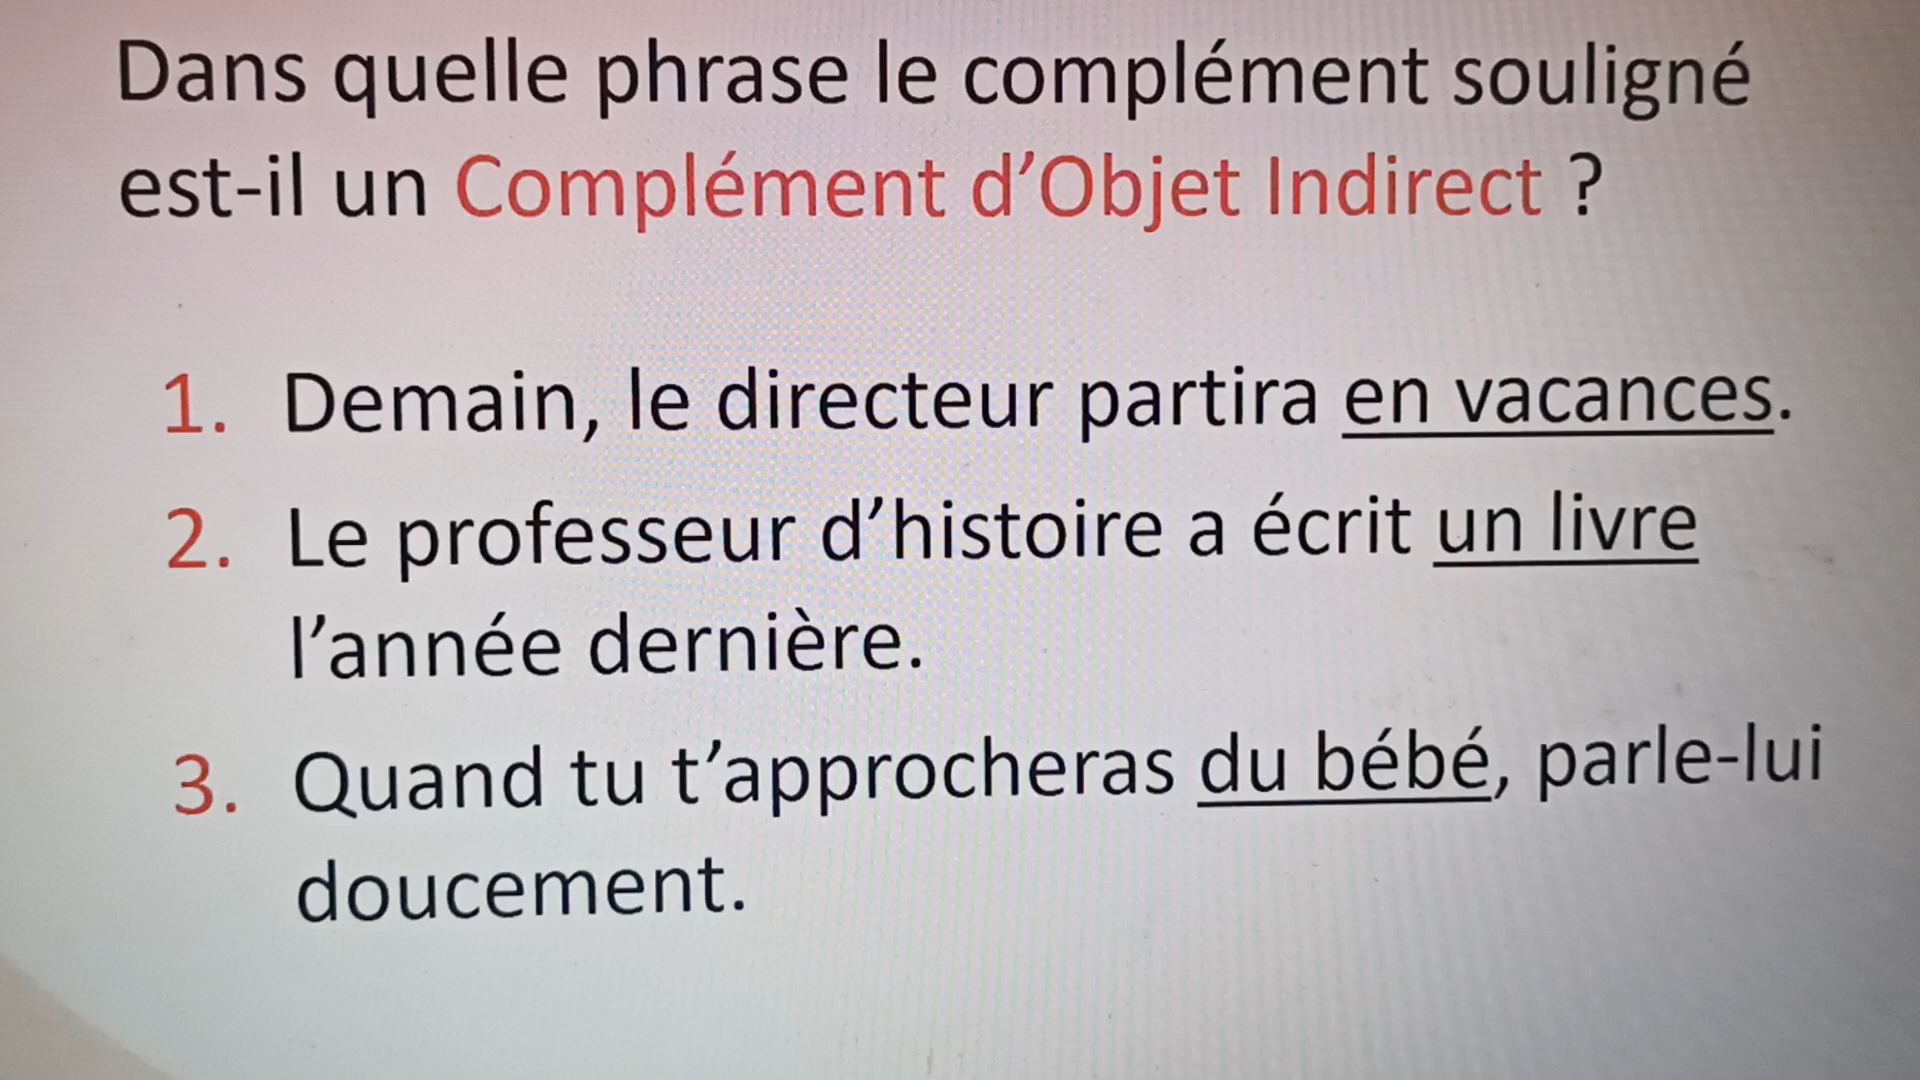 Dans quelle phrase le complément souligné
est-il un Complément d’Objet Indirect ?
1. Demain, le directeur partira en vacances.
2. Le professeur d’histoire a écrit un livre
l’année dernière.
3. Quand tu t’approcheras du bébé, parle-lui
doucement.